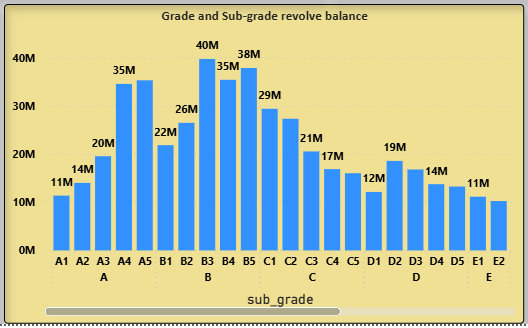 Grade and Sub-grade revolve balance
40M
30M
20M
10M
0M
11M
14M
20M
35M
22M
26M
40M
35M
38M
29M
21M
17M
12M
19M
14M
11M
A1 A2 A3 A4 A5 B1 B2 B3 B4 B5 C1 C2 C3 C4 C5 D1 D2 D3 D4 D5 E1 E2
A B C D E
sub_grade